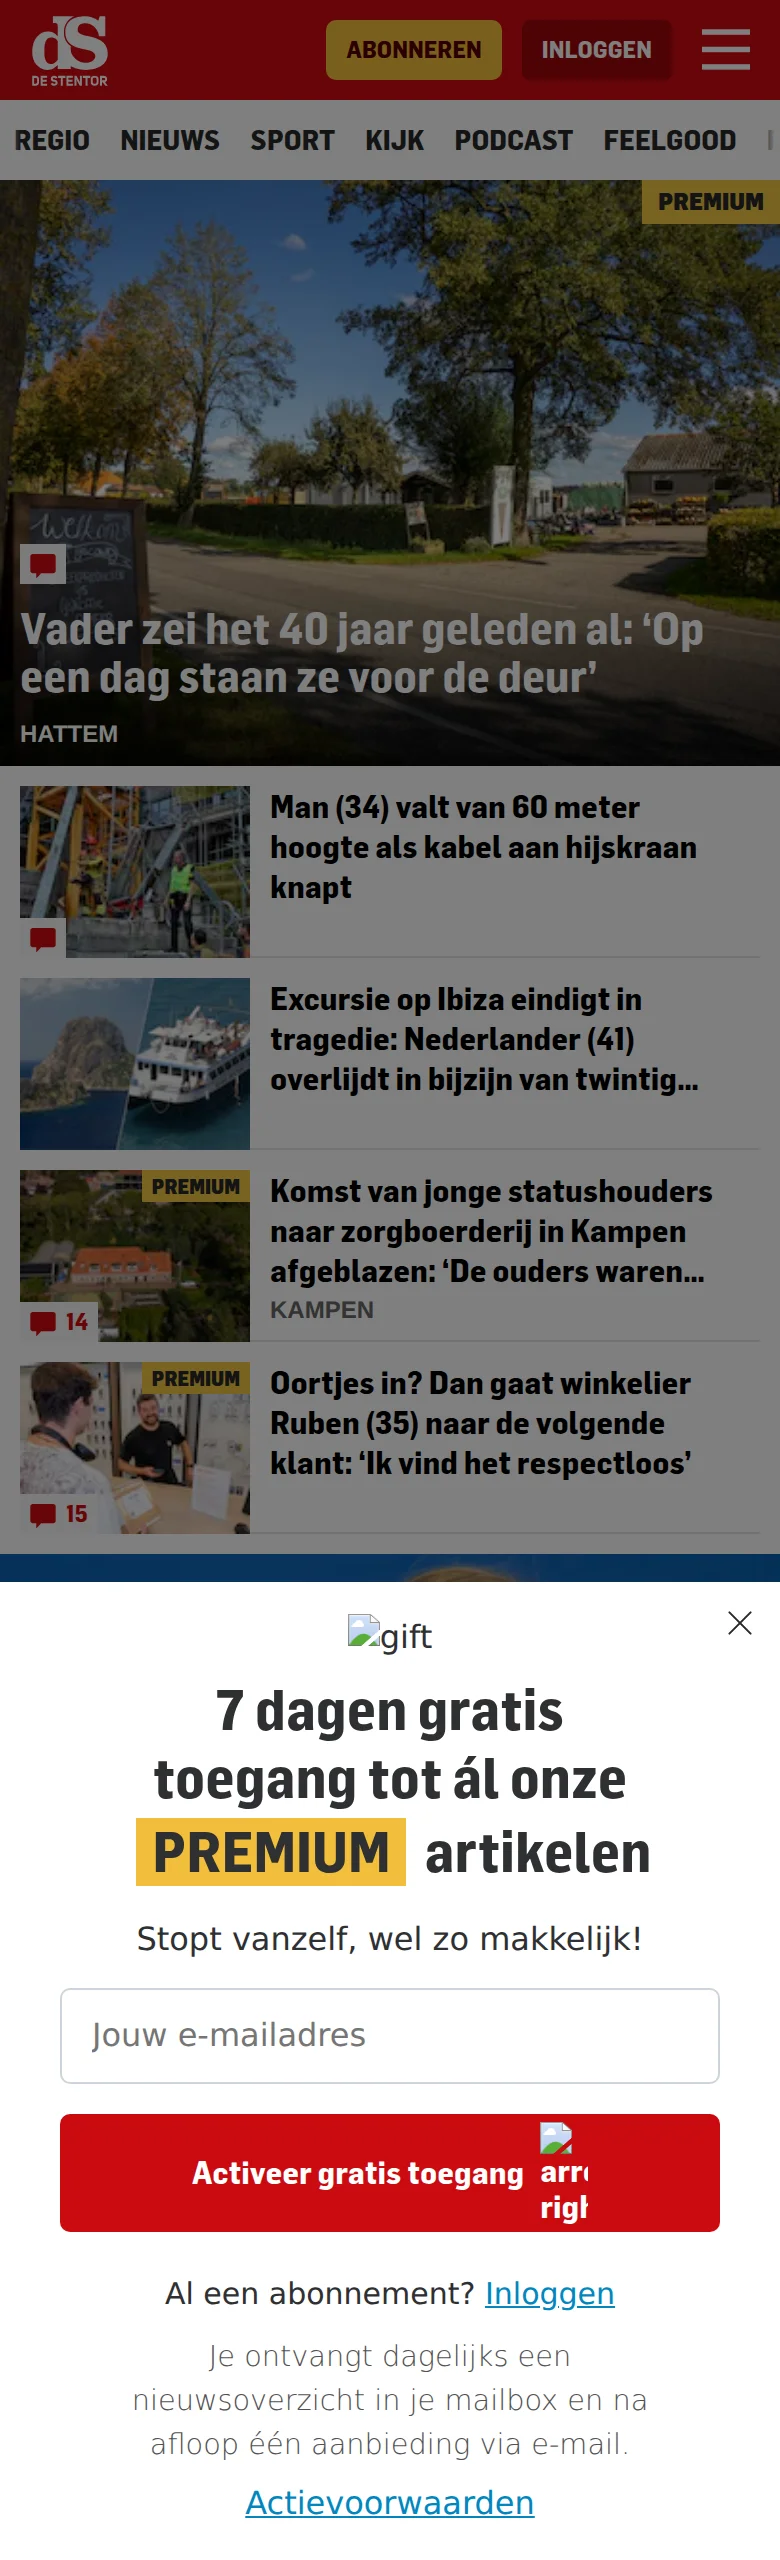 dS
DE STENTOR
ABONNEREN
INLOGGEN
REGIO NIEUWS SPORT KIJK PODCAST FEELGOOD
PREMIUM
Vader zei het 40 jaar geleden al: ‘Op
een dag staan ze voor de deur’
HATTEM
Man (34) valt van 60 meter
hoogte als kabel aan hijskraan
knapt
Excursie op Ibiza eindigt in
tragedie: Nederlander (41)
overlijdt in bijzijn van twintig...
PREMIUM
14
Komst van jonge statushouders
naar zorgboerderij in Kampen
afgeblazen: ‘De ouders waren...
KAMPEN
PREMIUM
15
Oortjes in? Dan gaat winkelier
Ruben (35) naar de volgende
klant: ‘Ik vind het respectloos’
gift
7 dagen gratis
toegang tot ál onze
PREMIUM artikelen
Stopt vanzelf, wel zo makkelijk!
Jouw e-mailadres
Activeer gratis toegang
Al een abonnement? Inloggen
Je ontvangt dagelijks een
nieuwsoverzicht in je mailbox en na
afloop één aanbieding via e-mail.
Actievoorwaarden